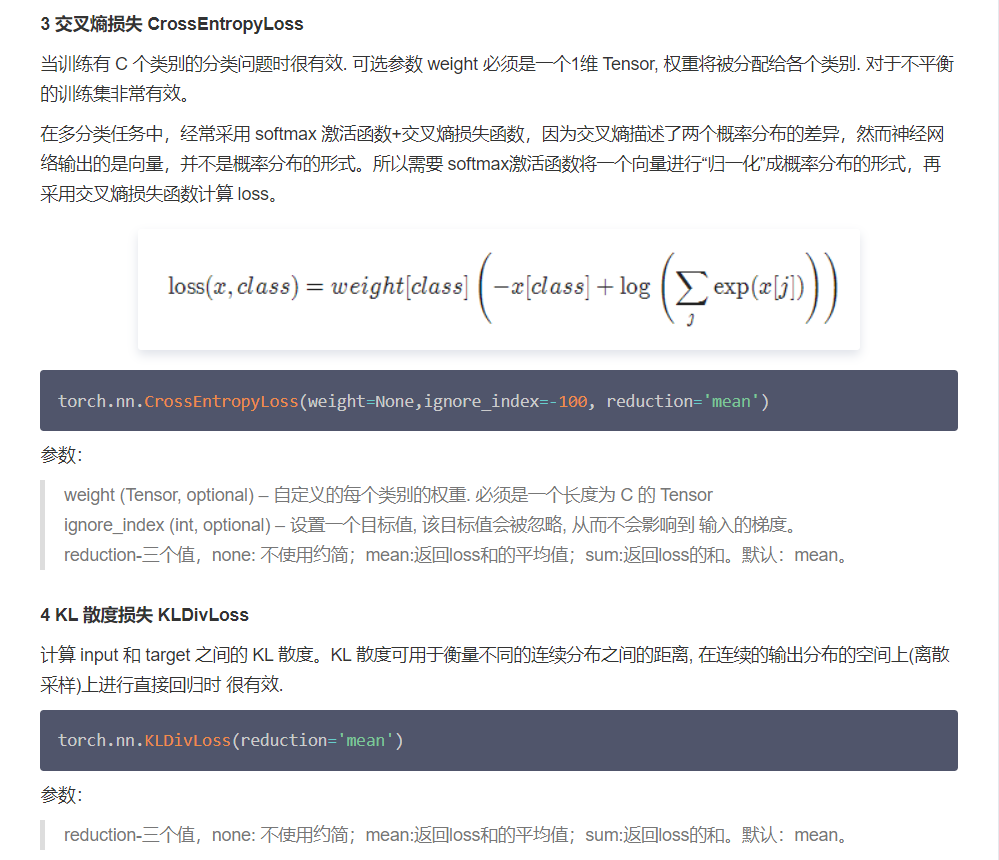 3 交叉熵损失 CrossEntropyLoss
当训练有 C 个类别的分类问题时很有效. 可选参数 weight 必须是一个1维 Tensor, 权重将被分配给各个类别. 对于不平衡
的训练集非常有效。
在多分类任务中，经常采用 softmax 激活函数+交叉熵损失函数，因为交叉熵描述了两个概率分布的差异，然而神经网
络输出的是向量，并不是概率分布的形式。所以需要 softmax激活函数将一个向量进行“归一化”成概率分布的形式，再
采用交叉熵损失函数计算 loss。
loss(x, class) = weight[class] (−x[class] + log (∑_j exp(x[j])))
torch.nn.CrossEntropyLoss(weight=None,ignore_index=-100, reduction='mean')
参数：
weight (Tensor, optional) – 自定义的每个类别的权重. 必须是一个长度为 C 的 Tensor
ignore_index (int, optional) – 设置一个目标值, 该目标值会被忽略, 从而不会影响到 输入的梯度。
reduction-三个值，none: 不使用约简；mean:返回loss和的平均值；sum:返回loss的和。默认：mean。
4 KL 散度损失 KLDivLoss
计算 input 和 target 之间的 KL 散度。KL 散度可用于衡量不同的连续分布之间的距离, 在连续的输出分布的空间上(离散
采样)上进行直接回归时 很有效.
torch.nn.KLDivLoss(reduction='mean')
参数：
reduction-三个值，none: 不使用约简；mean:返回loss和的平均值；sum:返回loss的和。默认：mean。